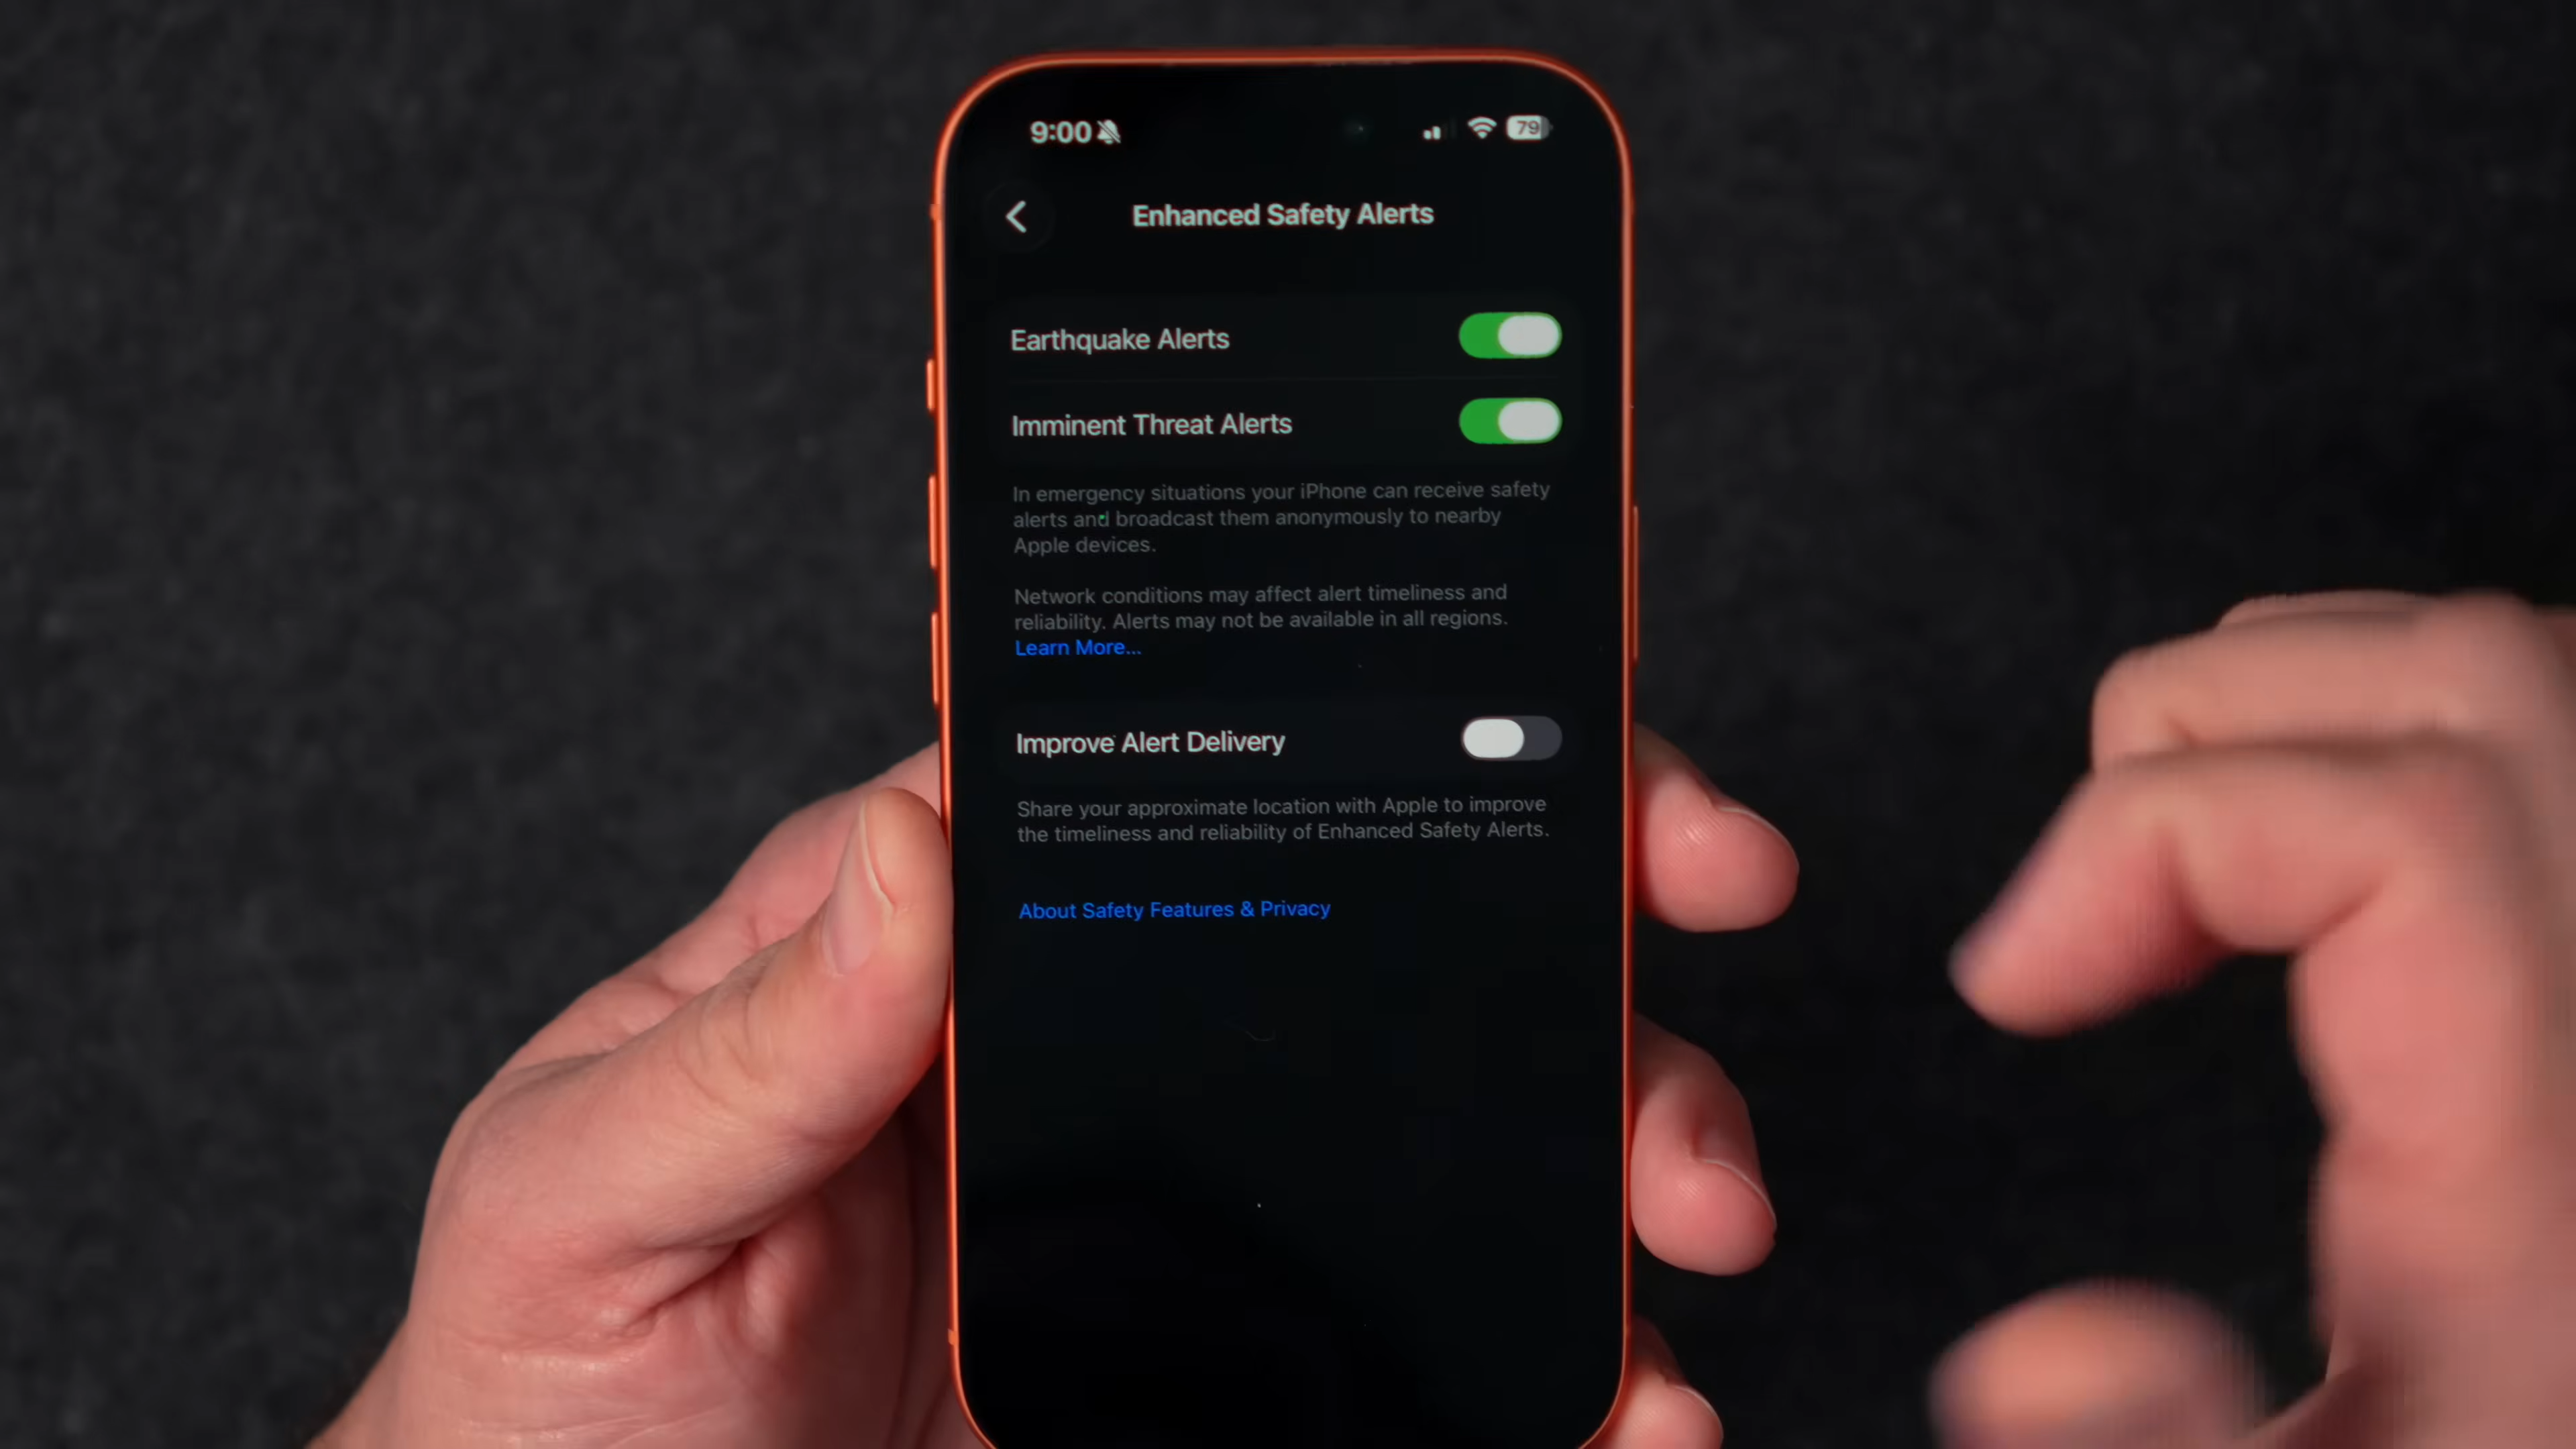 9:00
79
Enhanced Safety Alerts
Earthquake Alerts
Imminent Threat Alerts
In emergency situations your iPhone can receive safety
alerts and broadcast them anonymously to nearby
Apple devices.
Network conditions may affect alert timeliness and
reliability. Alerts may not be available in all regions.
Learn More...
Improve Alert Delivery
Share your approximate location with Apple to improve
the timeliness and reliability of Enhanced Safety Alerts.
About Safety Features & Privacy